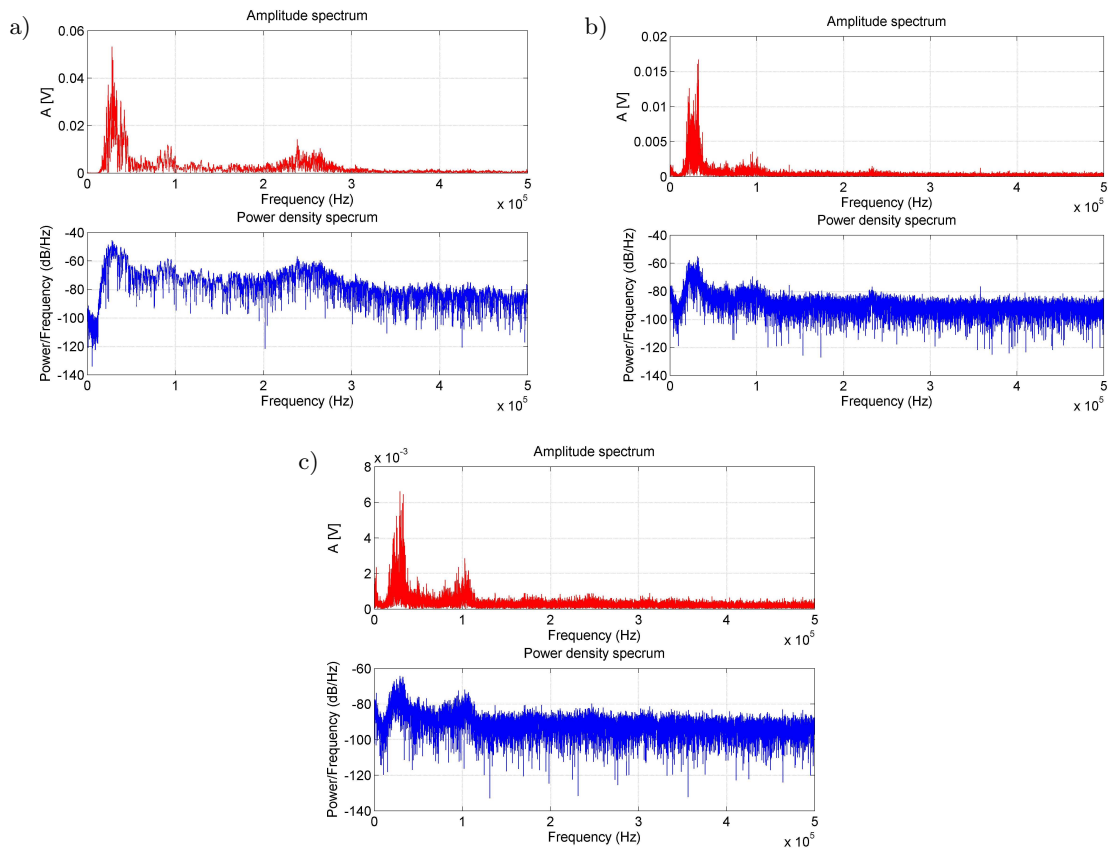 a)
Amplitude spectrum
0.06
0.04
0.02
0
A [V]
0 1 2 3 4 5
Frequency (Hz)
x 10^5
Power density specrum
-40
-60
-80
-100
-120
-140
Power/Frequency (dB/Hz)
0 1 2 3 4 5
Frequency (Hz)
x 10^5
b)
Amplitude spectrum
0.02
0.015
0.01
0.005
0
A [V]
0 1 2 3 4 5
Frequency (Hz)
x 10^5
Power density specrum
-40
-60
-80
-100
-120
-140
Power/Frequency (dB/Hz)
0 1 2 3 4 5
Frequency (Hz)
x 10^5
c)
x 10^-3
Amplitude spectrum
8
6
4
2
0
A [V]
0 1 2 3 4 5
Frequency (Hz)
x 10^5
Power density specrum
-60
-80
-100
-120
-140
Power/Frequency (dB/Hz)
0 1 2 3 4 5
Frequency (Hz)
x 10^5